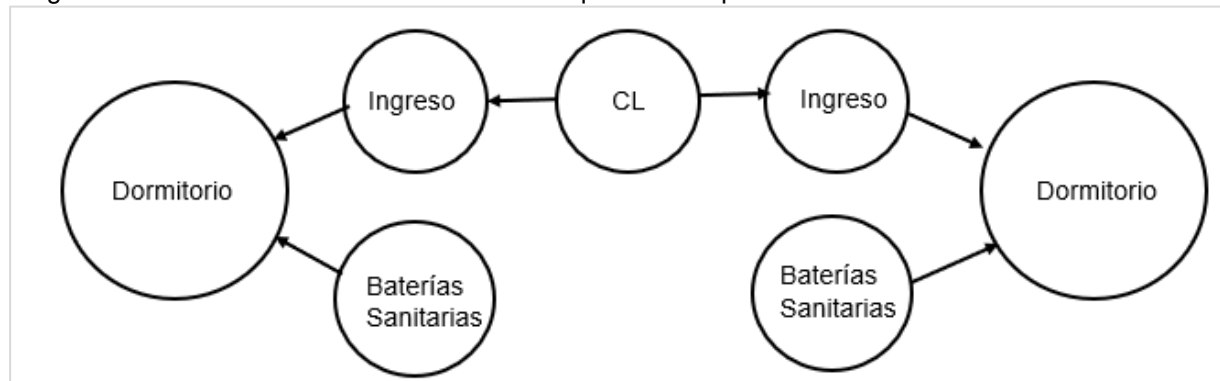 Ingreso
CL
Ingreso
Dormitorio
Dormitorio
Baterías
Sanitarias
Baterías
Sanitarias